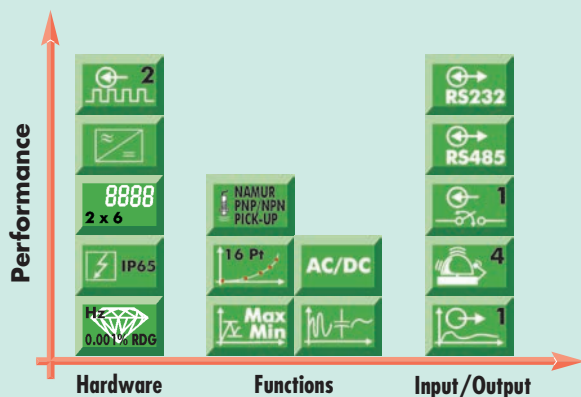 Performance
2
8888
2 x 6
IP65
Hz
0.001% RDG
NAMUR
PNP/NPN
PICK-UP
16 Pt
AC/DC
Max
Min
RS232
RS485
1
4
1
Hardware
Functions
Input/Output